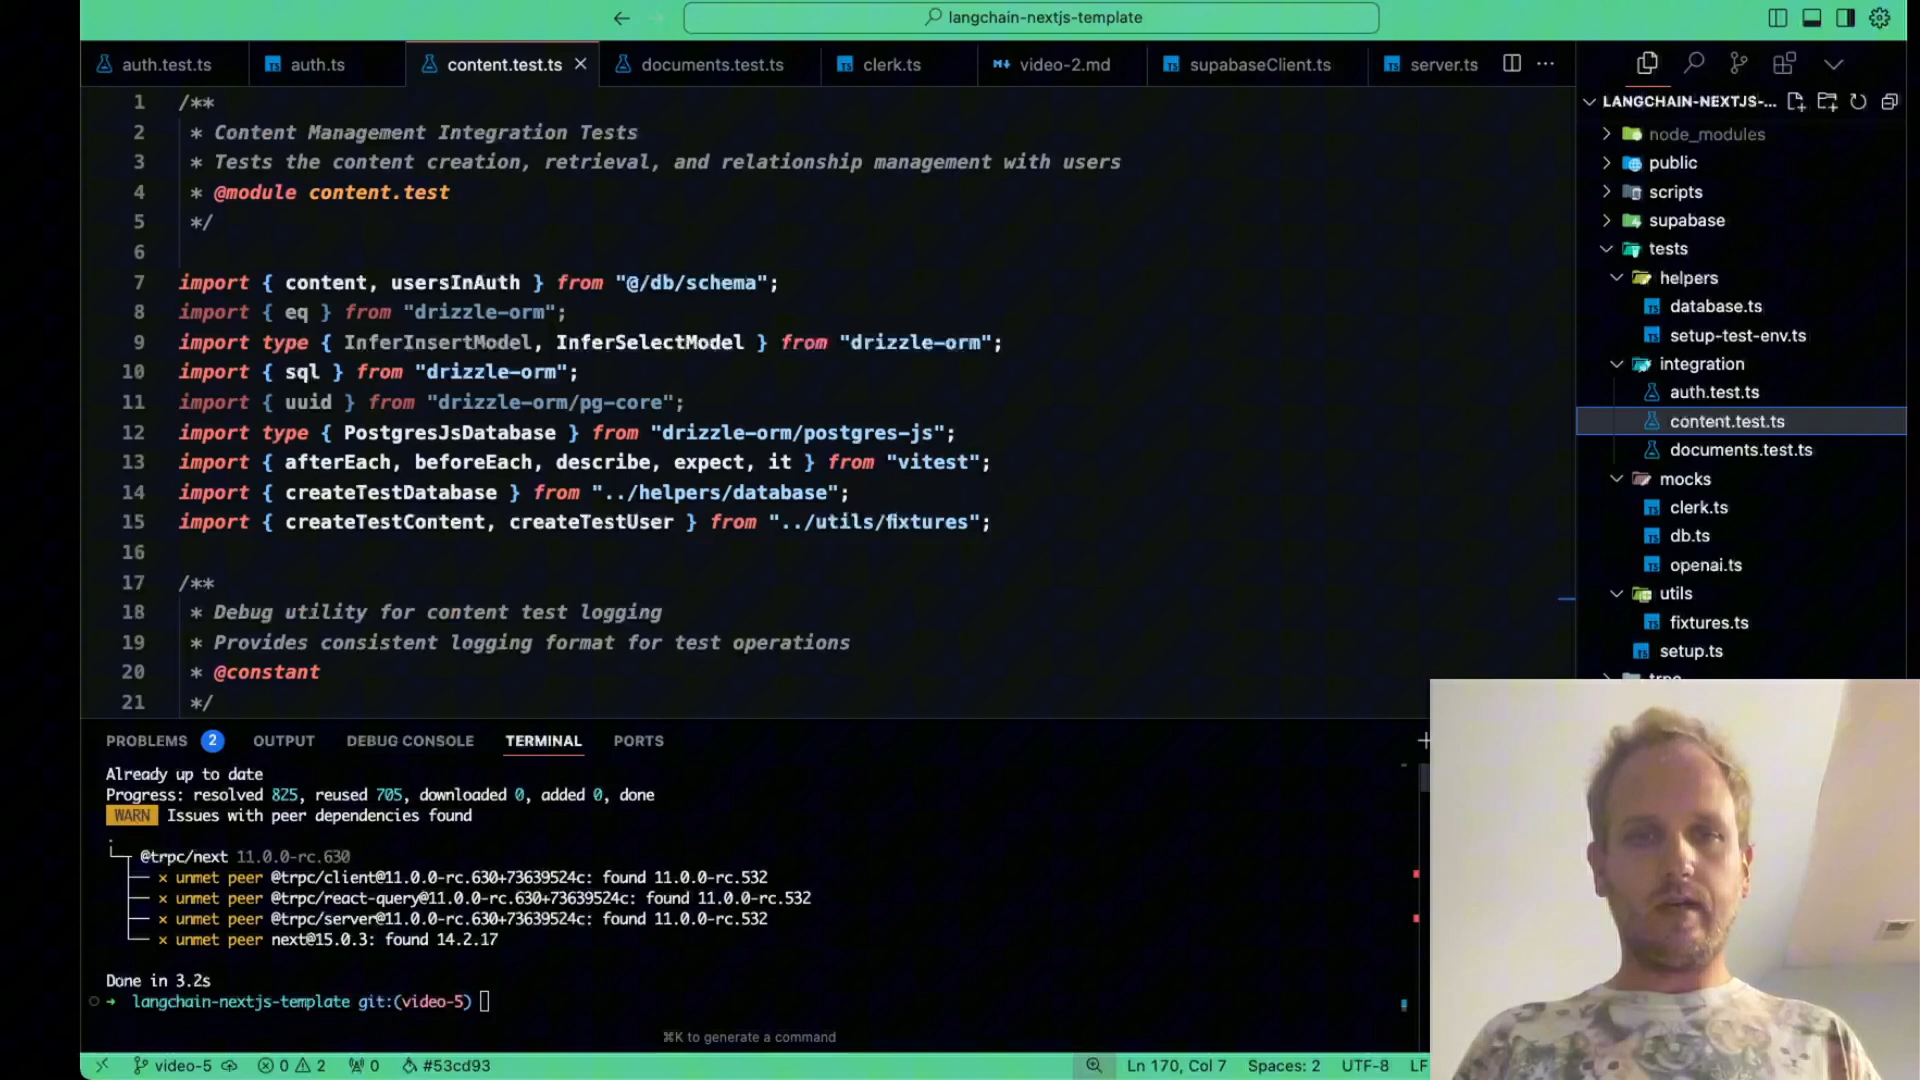 langchain-nextjs-template
auth.test.ts
auth.ts
content.test.ts
documents.test.ts
clerk.ts
video-2.md
supabaseClient.ts
server.ts
1 /**
2 * Content Management Integration Tests
3 * Tests the content creation, retrieval, and relationship management with users
4 * @module content.test
5 */
6
7 import { content, usersInAuth } from "@/db/schema";
8 import { eq } from "drizzle-orm";
9 import type { InferInsertModel, InferSelectModel } from "drizzle-orm";
10 import { sql } from "drizzle-orm";
11 import { uuid } from "drizzle-orm/pg-core";
12 import type { PostgresJsDatabase } from "drizzle-orm/postgres-js";
13 import { afterEach, beforeEach, describe, expect, it } from "vitest";
14 import { createTestDatabase } from "../helpers/database";
15 import { createTestContent, createTestUser } from "../utils/fixtures";
16
17 /**
18 * Debug utility for content test logging
19 * Provides consistent logging format for test operations
20 * @constant
21 */
LANGCHAIN-NEXTJS-...
node_modules
public
scripts
supabase
tests
helpers
database.ts
setup-test-env.ts
integration
auth.test.ts
content.test.ts
documents.test.ts
mocks
clerk.ts
db.ts
openai.ts
utils
fixtures.ts
setup.ts
trpc
PROBLEMS 2 OUTPUT DEBUG CONSOLE TERMINAL PORTS
Already up to date
Progress: resolved 825, reused 705, downloaded 0, added 0, done
WARN Issues with peer dependencies found
.
└─┬ @trpc/next 11.0.0-rc.630
├── ✕ unmet peer @trpc/client@11.0.0-rc.630+73639524c: found 11.0.0-rc.532
├── ✕ unmet peer @trpc/react-query@11.0.0-rc.630+73639524c: found 11.0.0-rc.532
├── ✕ unmet peer @trpc/server@11.0.0-rc.630+73639524c: found 11.0.0-rc.532
└── ✕ unmet peer next@15.0.3: found 14.2.17
Done in 3.2s
➜ langchain-nextjs-template git:(video-5)
⌘K to generate a command
video-5 0 2 0 #53cd93 Ln 170, Col 7 Spaces: 2 UTF-8 LF